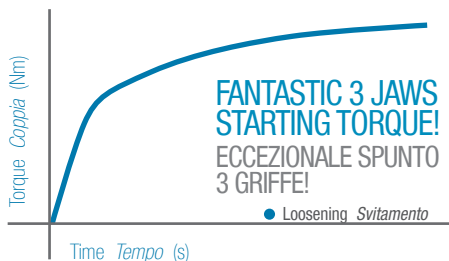 Torque Coppia (Nm)
FANTASTIC 3 JAWS
STARTING TORQUE!
ECCEZIONALE SPUNTO
3 GRIFFE!
Loosening Svitamento
Time Tempo (s)